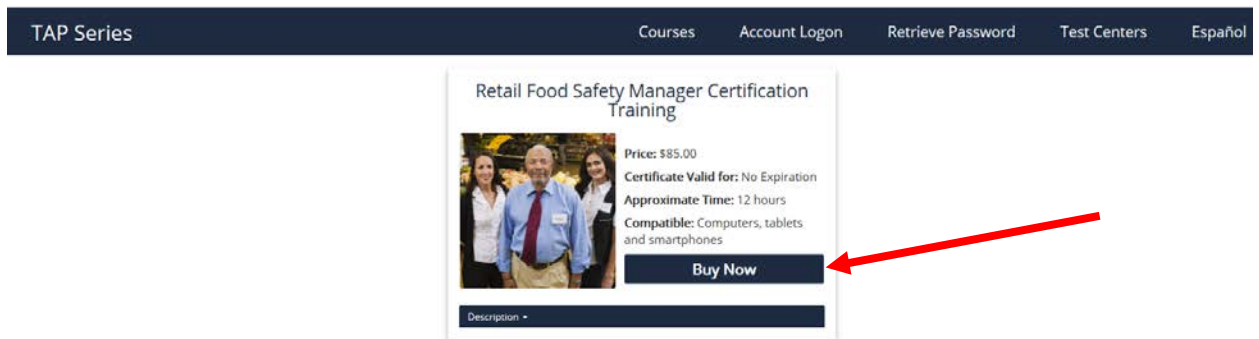 TAP Series
Courses
Account Logon
Retrieve Password
Test Centers
Español
Retail Food Safety Manager Certification
Training
Price: $85.00
Certificate Valid for: No Expiration
Approximate Time: 12 hours
Compatible: Computers, tablets
and smartphones
Buy Now
Description